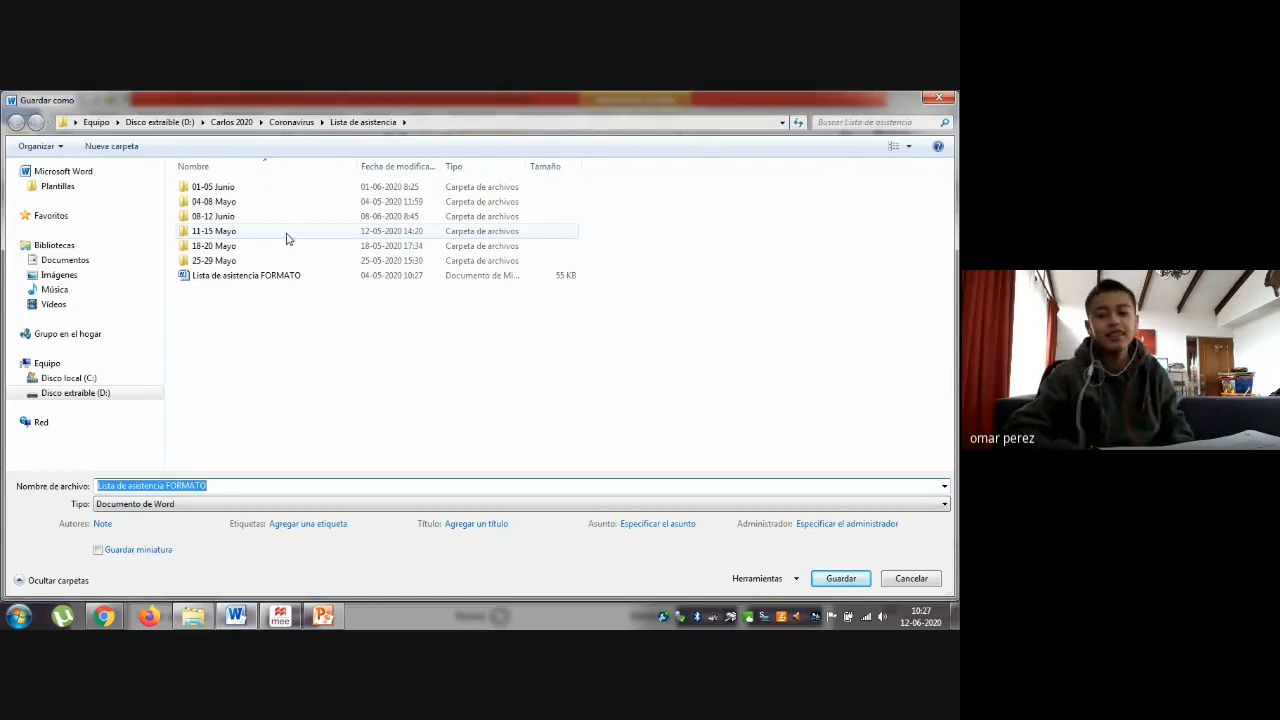 Guardar como
Equipo Disco extraíble (D:) Carlos 2020 Coronavirus Lista de asistencia
Buscar Lista de asistencia
Organizar Nueva carpeta
Microsoft Word
Plantillas
Favoritos
Bibliotecas
Documentos
Imágenes
Música
Vídeos
Grupo en el hogar
Equipo
Disco local (C:)
Disco extraíble (D:)
Red
Nombre Fecha de modifica... Tipo Tamaño
01-05 Junio 01-06-2020 8:25 Carpeta de archivos
04-08 Mayo 04-05-2020 11:59 Carpeta de archivos
08-12 Junio 08-06-2020 8:45 Carpeta de archivos
11-15 Mayo 12-05-2020 14:20 Carpeta de archivos
18-20 Mayo 18-05-2020 17:34 Carpeta de archivos
25-29 Mayo 25-05-2020 15:30 Carpeta de archivos
Lista de asistencia FORMATO 04-05-2020 10:27 Documento de Mi... 55 KB
Nombre de archivo: Lista de asistencia FORMATO
Tipo: Documento de Word
Autores: Note Etiquetas: Agregar una etiqueta Título: Agregar un título Asunto: Especificar el asunto Administrador: Especificar el administrador
Guardar miniatura
Ocultar carpetas
Herramientas Guardar Cancelar
mee
10:27
12-06-2020
omar perez